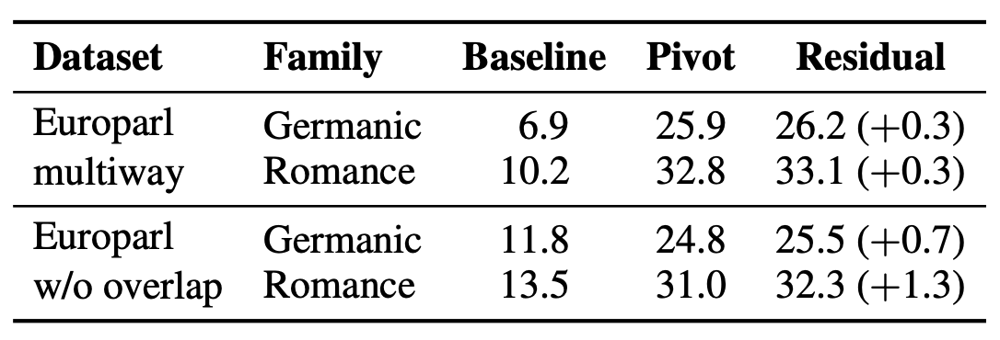 Dataset Family Baseline Pivot Residual
Europarl Germanic 6.9 25.9 26.2 (+0.3)
multiway Romance 10.2 32.8 33.1 (+0.3)
Europarl Germanic 11.8 24.8 25.5 (+0.7)
w/o overlap Romance 13.5 31.0 32.3 (+1.3)